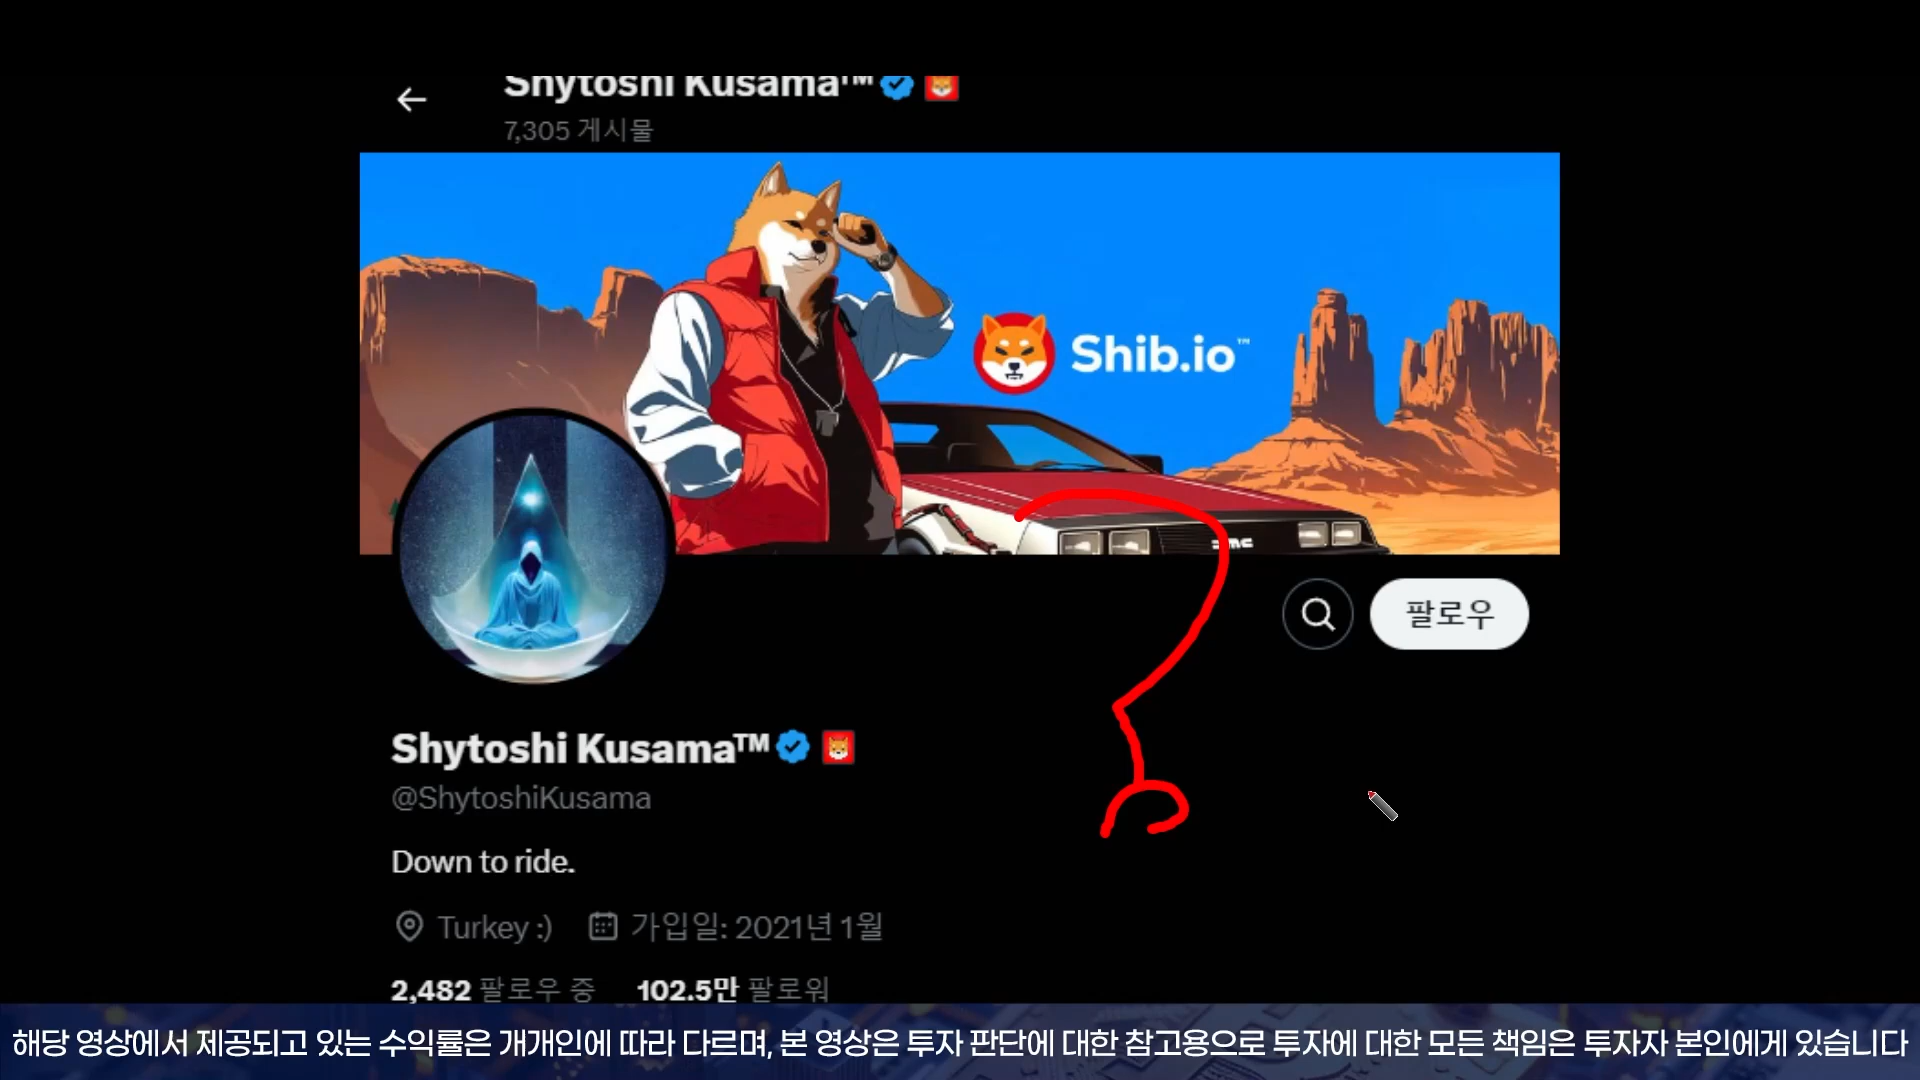 Shytoshi Kusama™
7,305 게시물
Shib.io™
DMC
팔로우
Shytoshi Kusama™
@ShytoshiKusama
Down to ride.
Turkey :) 가입일: 2021년 1월
2,482 팔로우 중 102.5만 팔로워
해당 영상에서 제공되고 있는 수익률은 개개인에 따라 다르며, 본 영상은 투자 판단에 대한 참고용으로 투자에 대한 모든 책임은 투자자 본인에게 있습니다